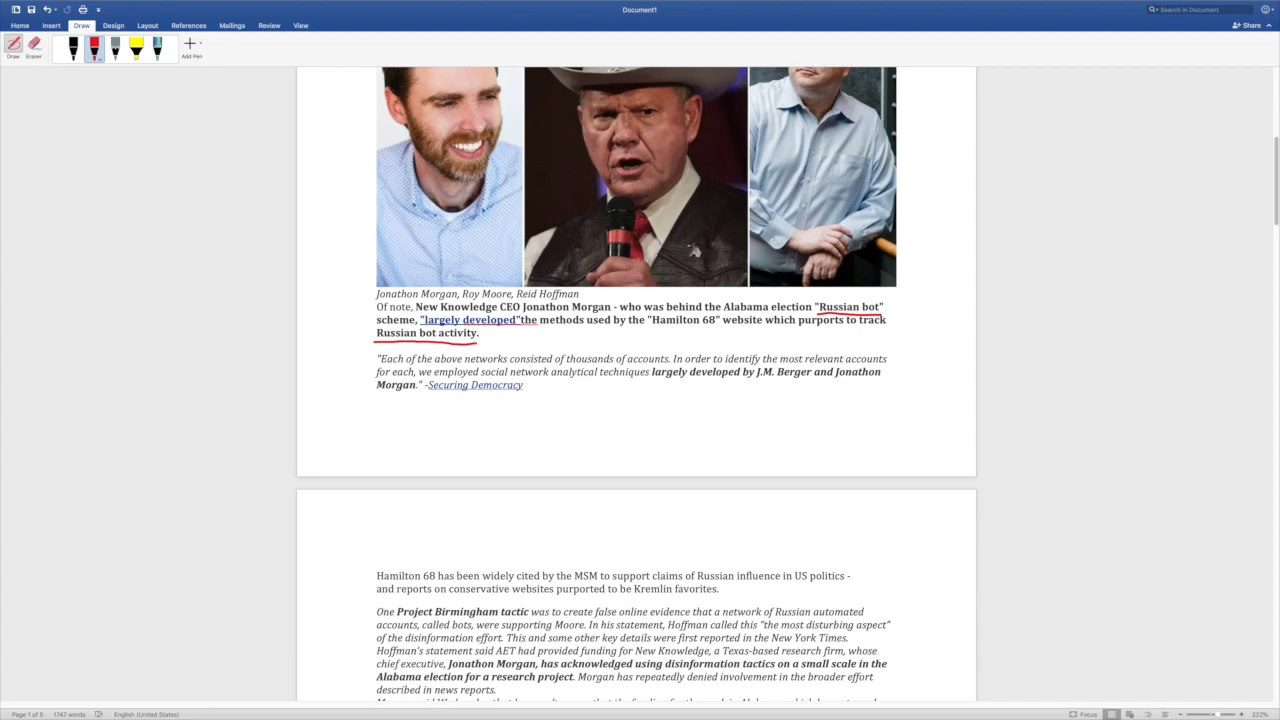 Document1
Search in Document
Home Insert Draw Design Layout References Mailings Review View
Share
Draw Eraser Add Pen
Jonathon Morgan, Roy Moore, Reid Hoffman
Of note, New Knowledge CEO Jonathon Morgan - who was behind the Alabama election "Russian bot"
scheme, "largely developed"the methods used by the "Hamilton 68" website which purports to track
Russian bot activity.
"Each of the above networks consisted of thousands of accounts. In order to identify the most relevant accounts
for each, we employed social network analytical techniques largely developed by J.M. Berger and Jonathon
Morgan." -Securing Democracy
Hamilton 68 has been widely cited by the MSM to support claims of Russian influence in US politics -
and reports on conservative websites purported to be Kremlin favorites.
One Project Birmingham tactic was to create false online evidence that a network of Russian automated
accounts, called bots, were supporting Moore. In his statement, Hoffman called this “the most disturbing aspect”
of the disinformation effort. This and some other key details were first reported in the New York Times.
Hoffman’s statement said AET had provided funding for New Knowledge, a Texas-based research firm, whose
chief executive, Jonathon Morgan, has acknowledged using disinformation tactics on a small scale in the
Alabama election for a research project. Morgan has repeatedly denied involvement in the broader effort
described in news reports.
Page 1 of 5 1747 words English (United States) Focus 222%